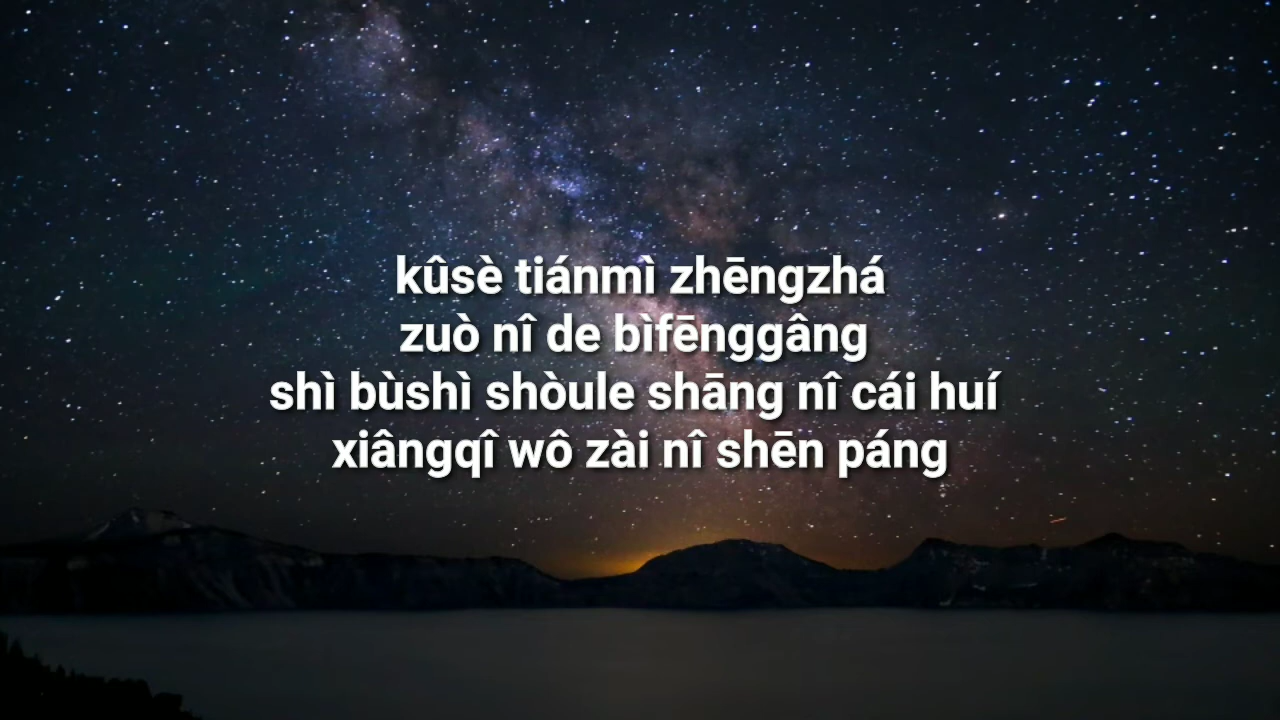 kûsè tiánmì zhēngzhá
zuò nî de bìfēnggâng
shì bùshì shòule shāng nî cái huí
xiângqî wô zài nî shēn páng